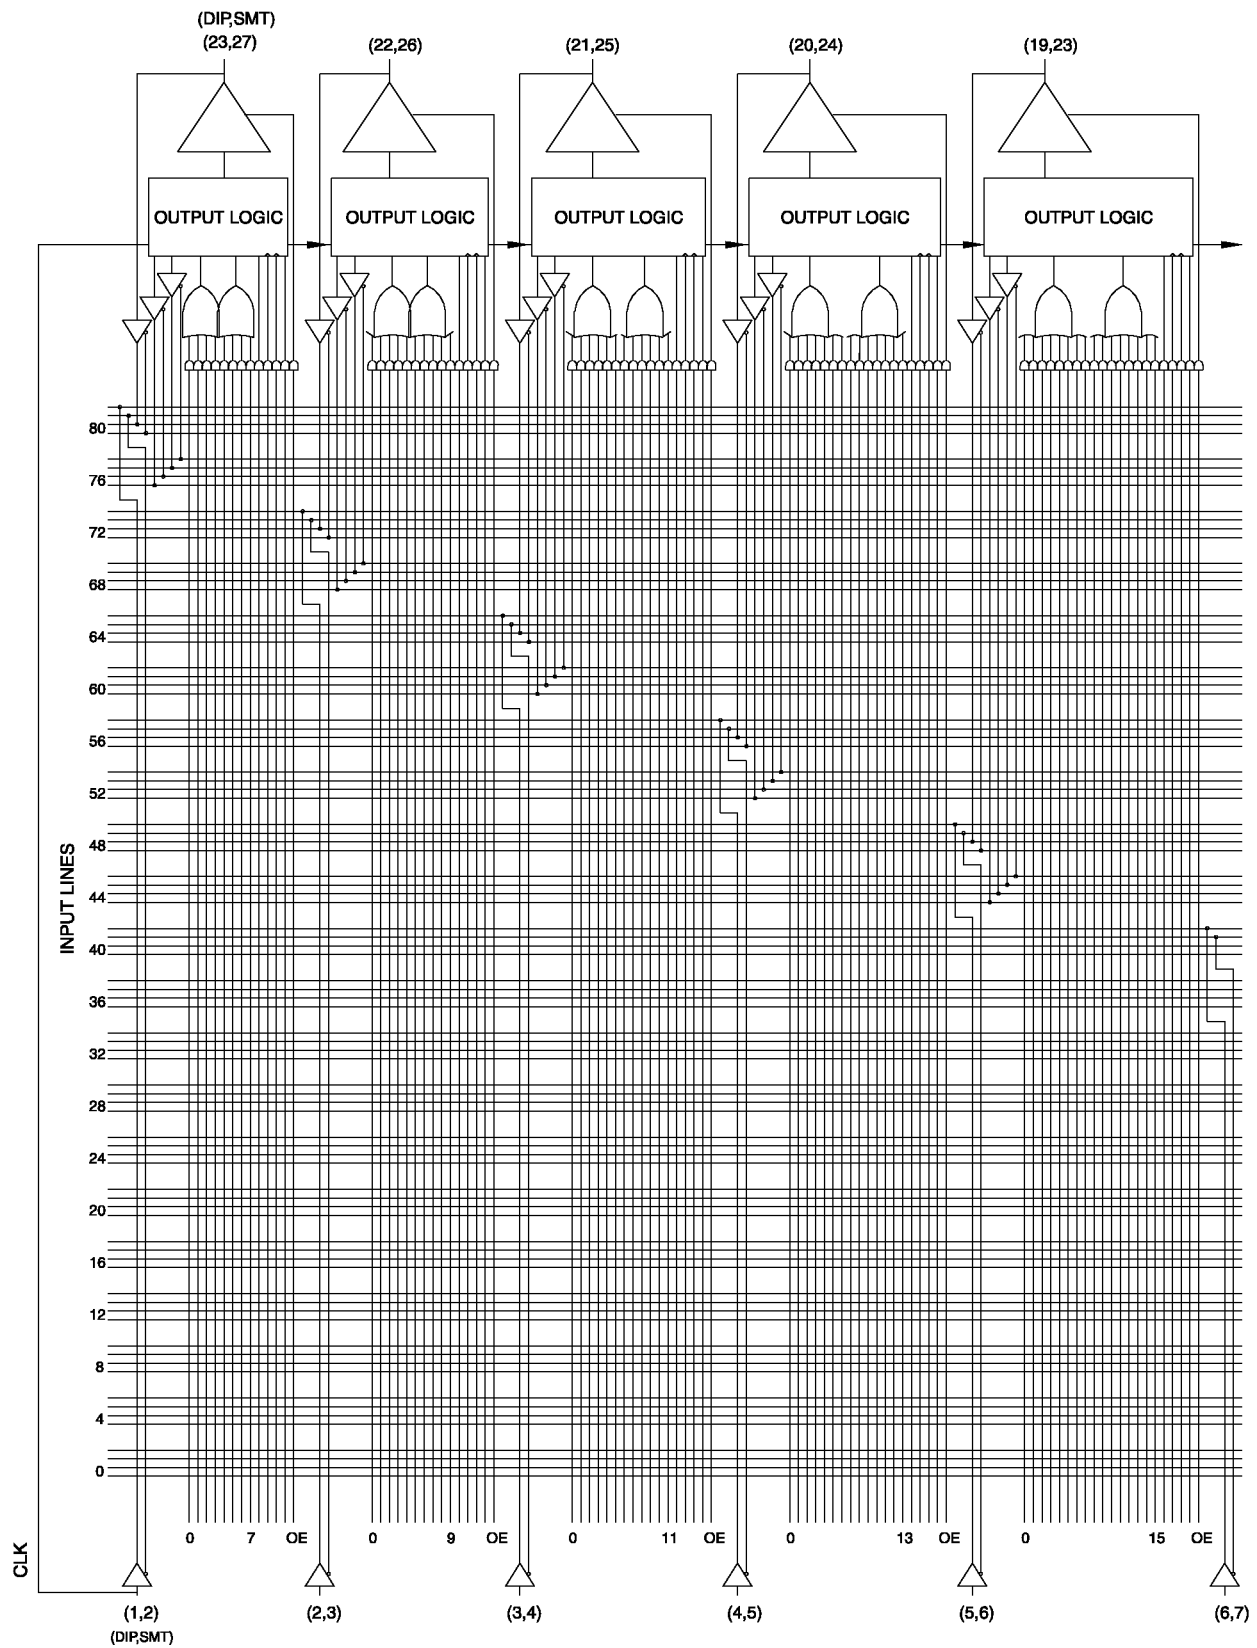 (DIP,SMT)
(23,27) (22,26) (21,25) (20,24) (19,23)
OUTPUT LOGIC OUTPUT LOGIC OUTPUT LOGIC OUTPUT LOGIC OUTPUT LOGIC
80
76
72
68
64
60
56
52
48
44
40
36
32
28
24
20
16
12
8
4
0
INPUT LINES
0 7 OE 0 9 OE 0 11 OE 0 13 OE 0 15 OE
CLK
(1,2) (2,3) (3,4) (4,5) (5,6) (6,7)
(DIP,SMT)